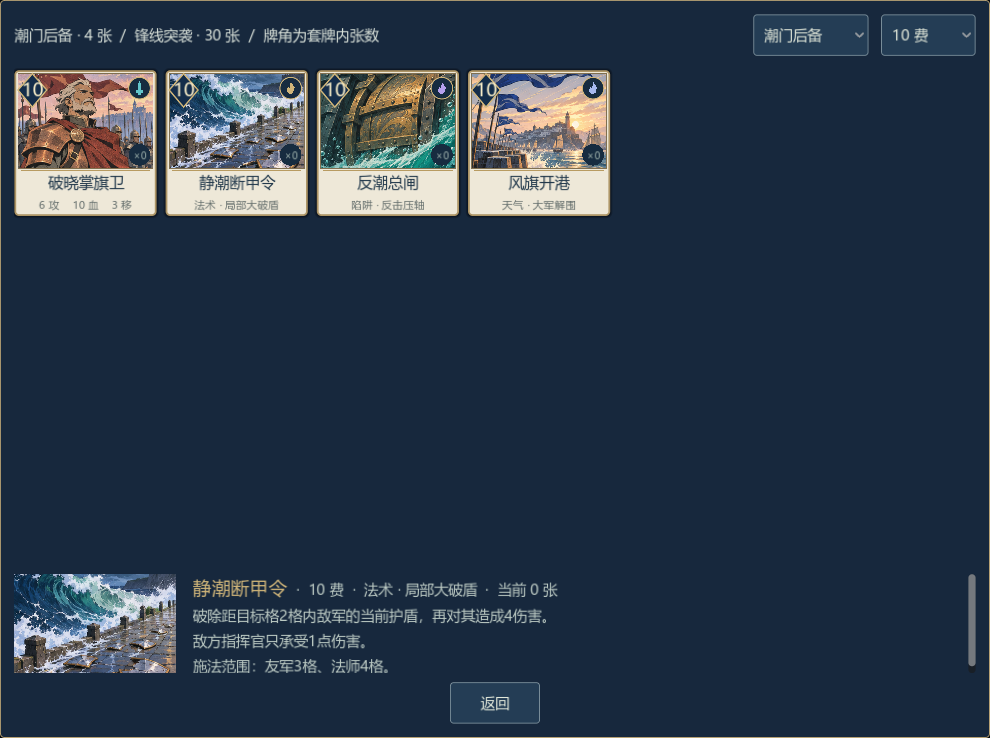 潮门后备 · 4 张 / 锋线突袭 · 30 张 / 牌角为套牌内张数
潮门后备
10 费
10
×0
破晓掌旗卫
6 攻 10 血 3 移
10
×0
静潮断甲令
法术 · 局部大破盾
10
×0
反潮总闸
陷阱 · 反击压轴
10
×0
风旗开港
天气 · 大军解围
静潮断甲令 · 10 费 · 法术 · 局部大破盾 · 当前 0 张
破除距目标格2格内敌军的当前护盾，再对其造成4伤害。
敌方指挥官只承受1点伤害。
施法范围：友军3格、法师4格。
返回